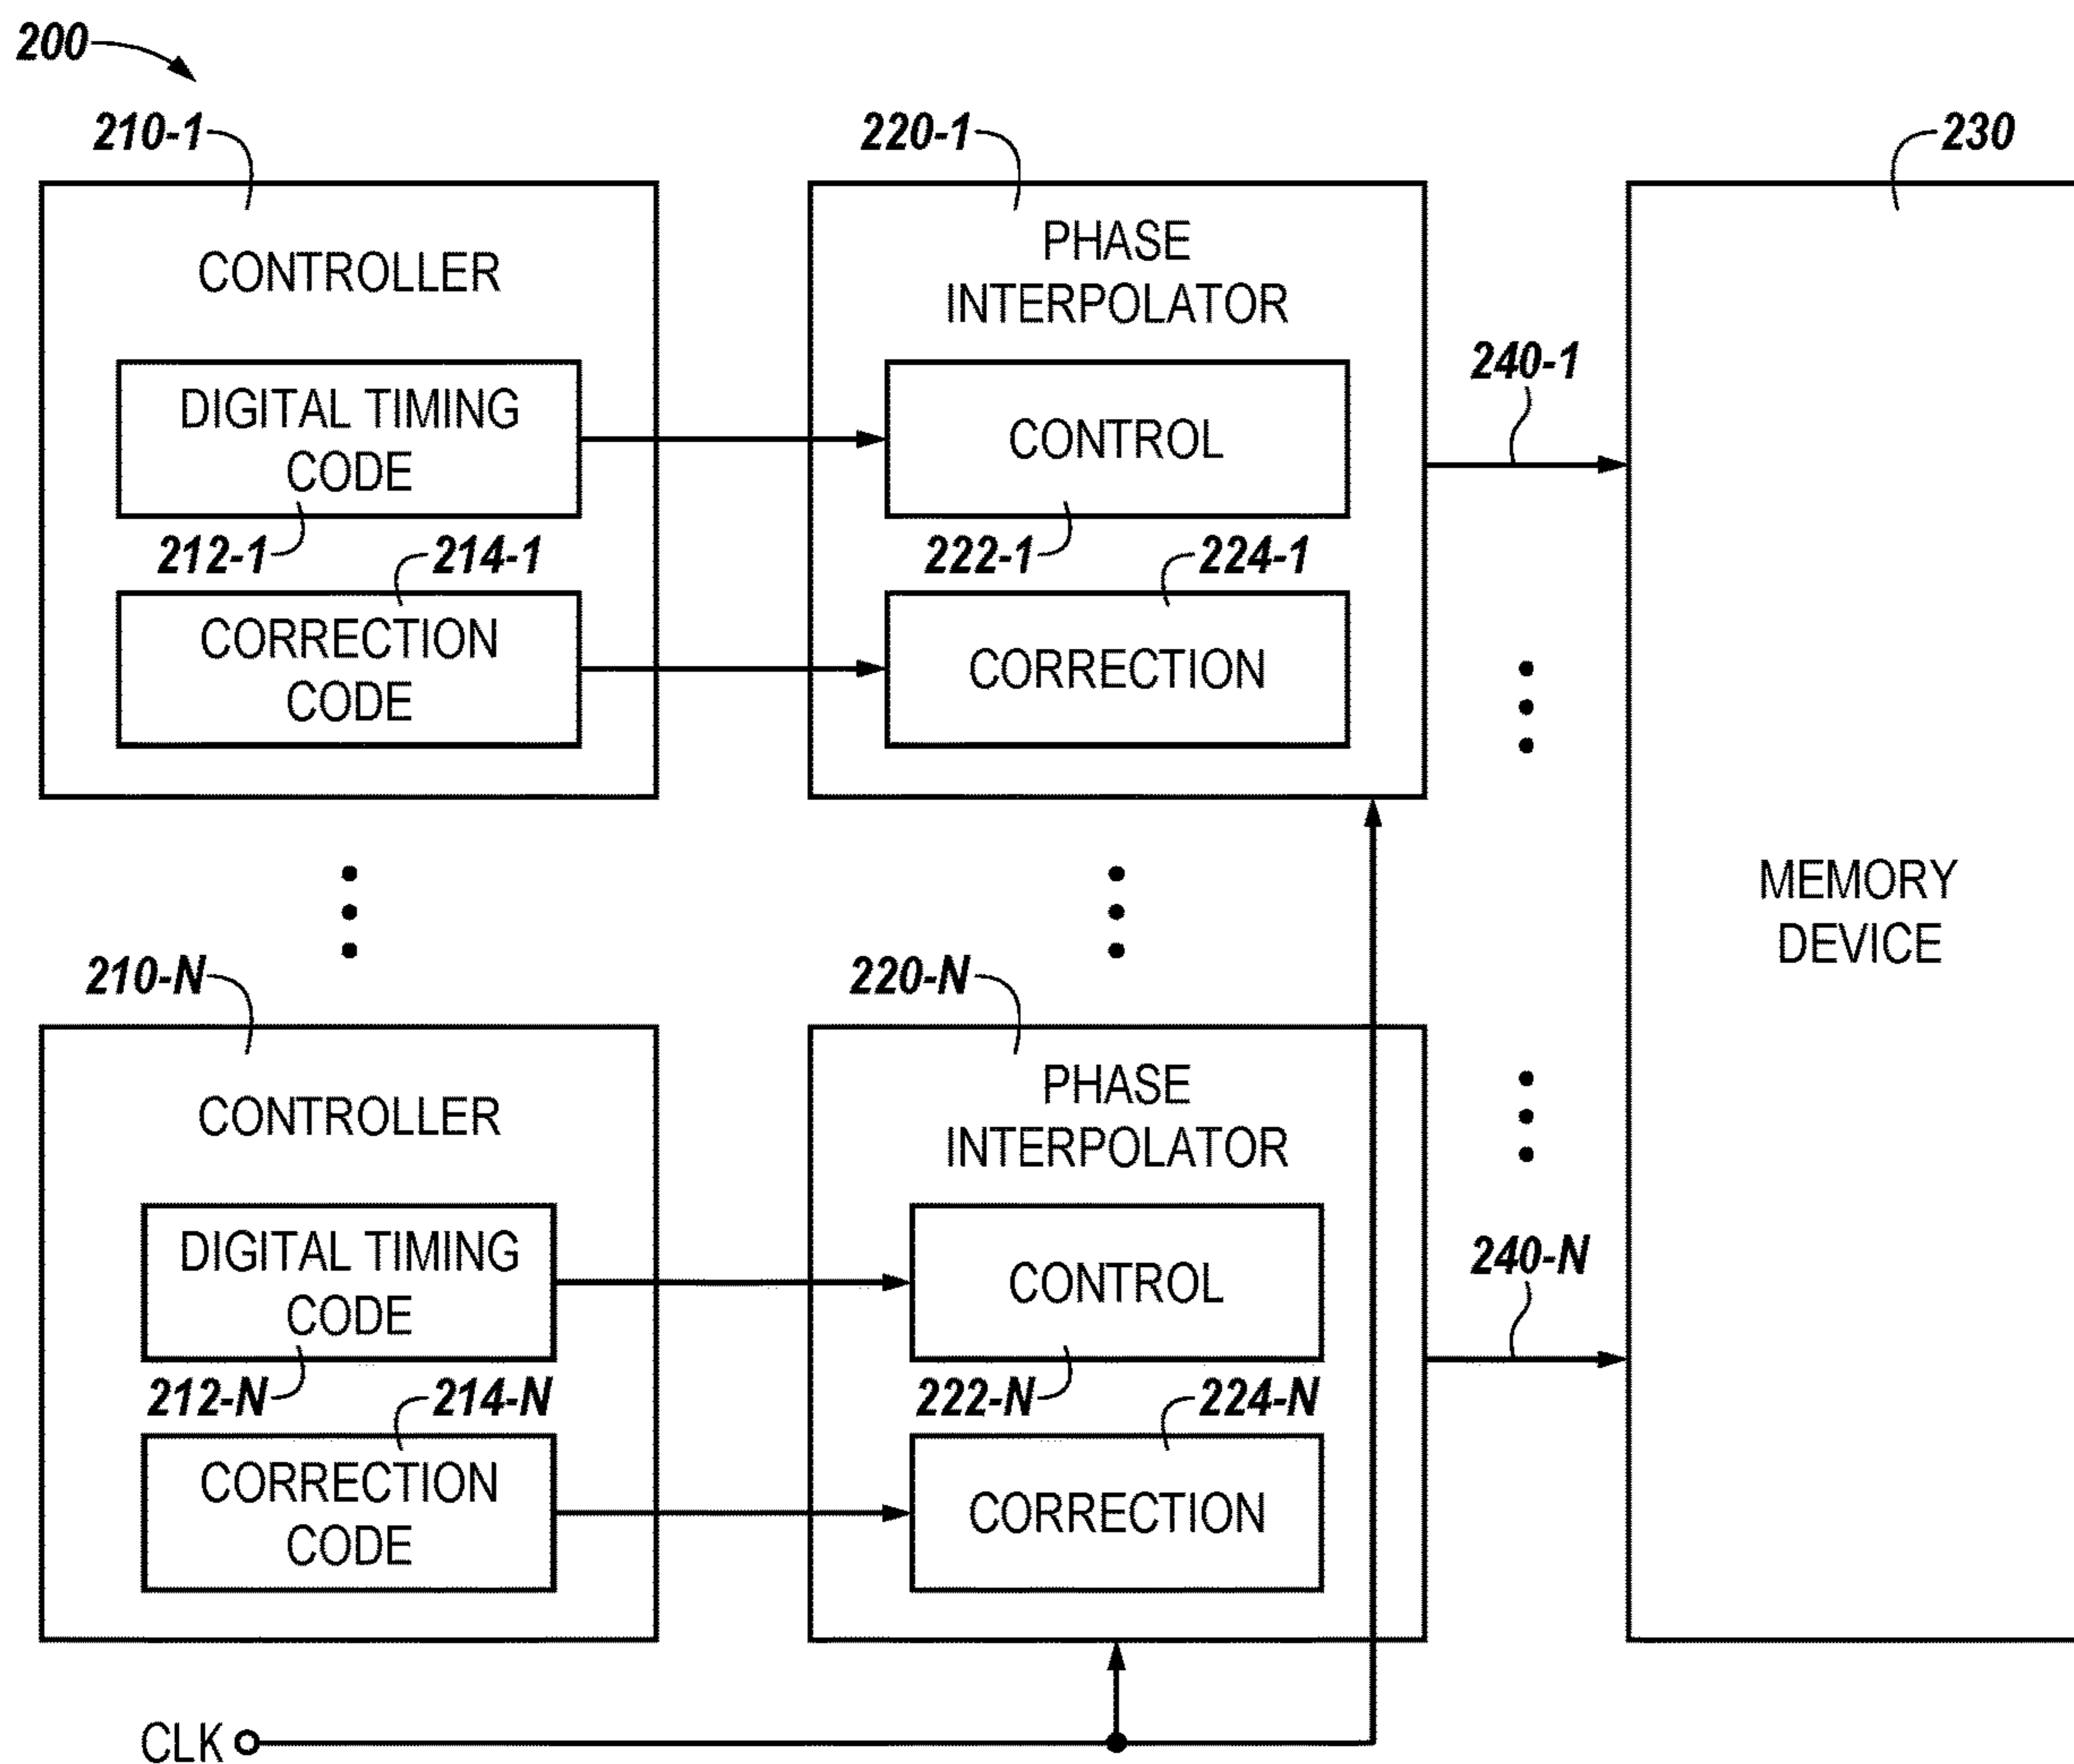 200
210-1
220-1
230
CONTROLLER
PHASE
INTERPOLATOR
DIGITAL TIMING
CODE
CONTROL
240-1
212-1
214-1
222-1
224-1
CORRECTION
CODE
CORRECTION
MEMORY
DEVICE
210-N
220-N
CONTROLLER
PHASE
INTERPOLATOR
DIGITAL TIMING
CODE
CONTROL
240-N
212-N
214-N
222-N
224-N
CORRECTION
CODE
CORRECTION
CLK